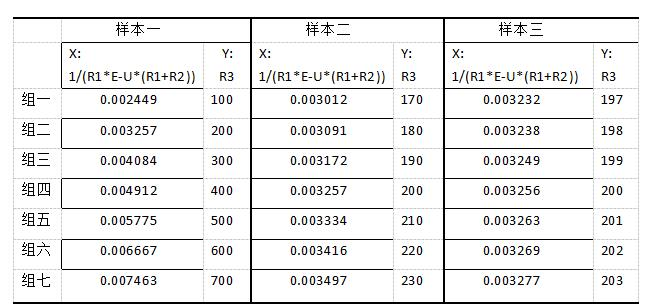 样本一 样本二 样本三
X: Y: X: Y: X: Y:
1/(R1*E-U*(R1+R2)) R3 1/(R1*E-U*(R1+R2)) R3 1/(R1*E-U*(R1+R2)) R3
组一 0.002449 100 0.003012 170 0.003232 197
组二 0.003257 200 0.003091 180 0.003238 198
组三 0.004084 300 0.003172 190 0.003249 199
组四 0.004912 400 0.003257 200 0.003256 200
组五 0.005775 500 0.003334 210 0.003263 201
组六 0.006667 600 0.003416 220 0.003269 202
组七 0.007463 700 0.003497 230 0.003277 203